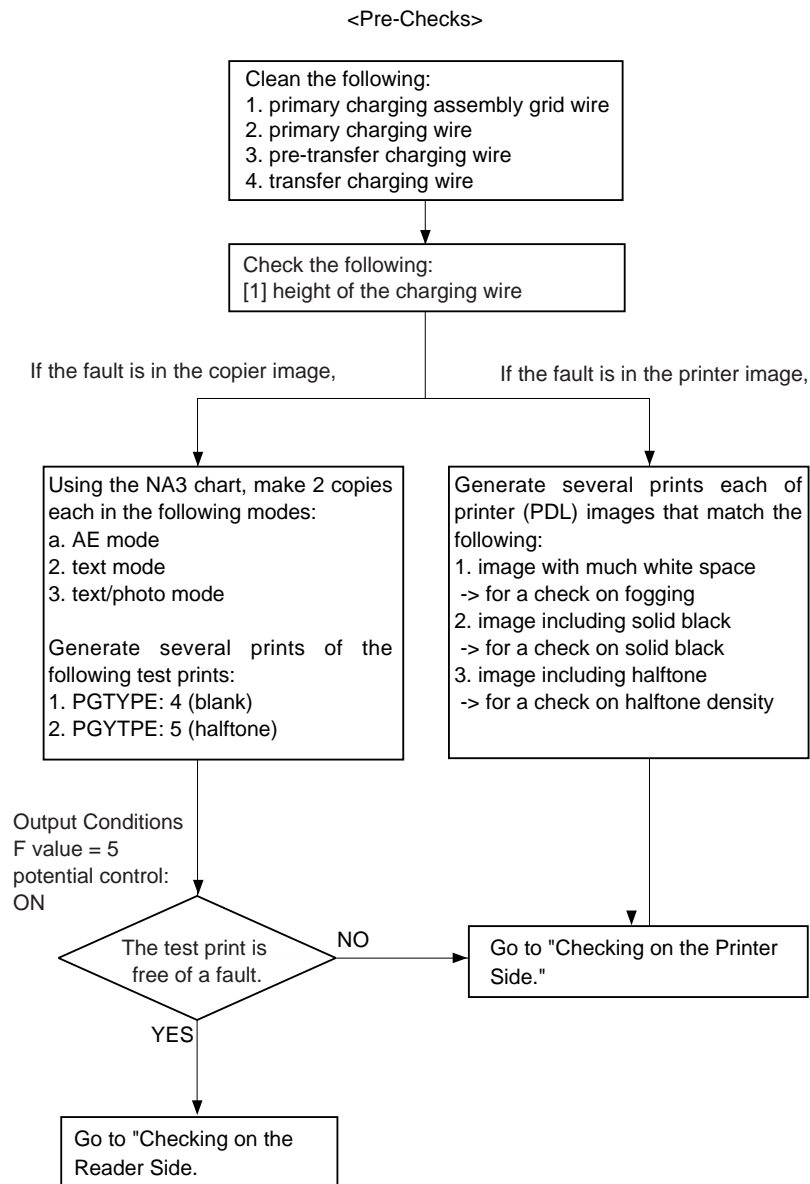 <Pre-Checks>
Clean the following:
1. primary charging assembly grid wire
2. primary charging wire
3. pre-transfer charging wire
4. transfer charging wire
Check the following:
[1] height of the charging wire
If the fault is in the copier image,
If the fault is in the printer image,
Using the NA3 chart, make 2 copies
each in the following modes:
a. AE mode
2. text mode
3. text/photo mode
Generate several prints of the
following test prints:
1. PGTYPE: 4 (blank)
2. PGYTPE: 5 (halftone)
Generate several prints each of
printer (PDL) images that match the
following:
1. image with much white space
-> for a check on fogging
2. image including solid black
-> for a check on solid black
3. image including halftone
-> for a check on halftone density
Output Conditions
F value = 5
potential control:
ON
The test print is
free of a fault.
NO
Go to "Checking on the Printer
Side."
YES
Go to "Checking on the
Reader Side.